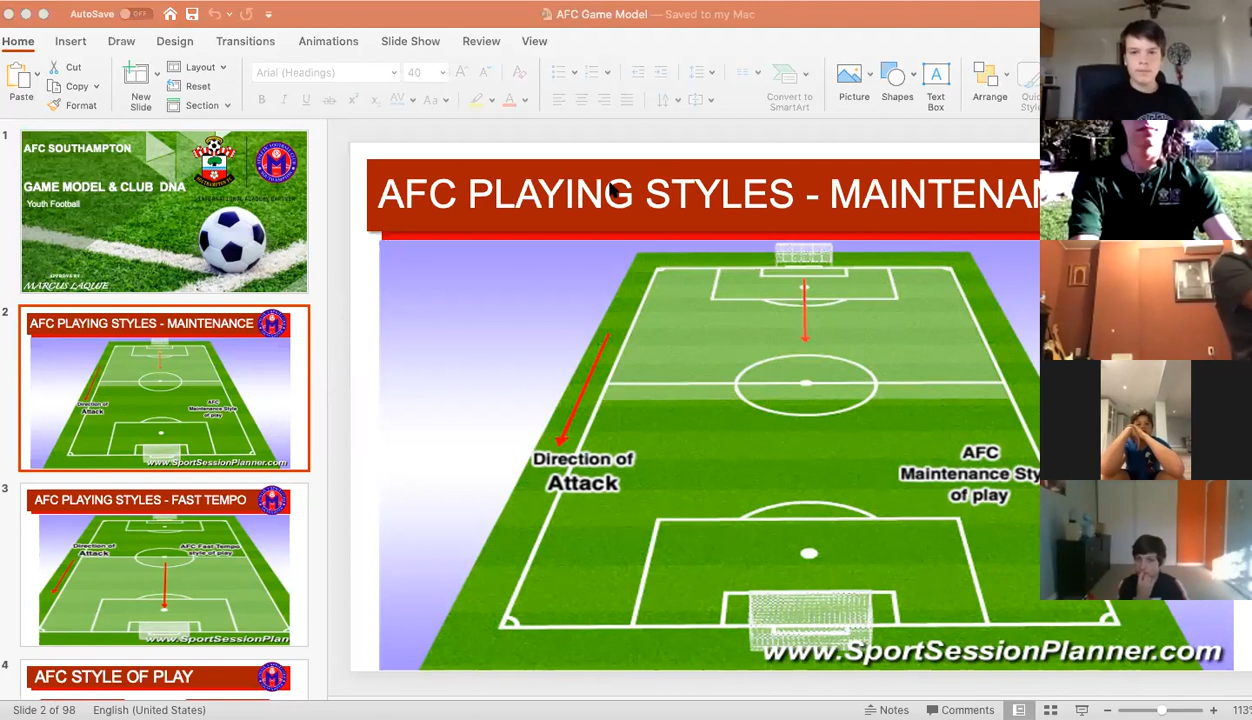 AutoSave OFF
AFC Game Model — Saved to my Mac
Home Insert Draw Design Transitions Animations Slide Show Review View
Paste
Cut
Copy
Format
New
Slide
Layout
Reset
Section
Arial (Headings) 40
Convert to
SmartArt
Picture
Shapes
Text
Box
Arrange
1
AFC SOUTHAMPTON
GAME MODEL & CLUB DNA
Youth Football
2
AFC PLAYING STYLES - MAINTENANCE
Direction of
Attack
AFC
Maintenance Style
of play
www.SportSessionPlanner.com
3
AFC PLAYING STYLES - FAST TEMPO
Direction of
Attack
AFC Fast Tempo
style of play
www.SportSessionPlan
4
AFC STYLE OF PLAY
AFC PLAYING STYLES - MAINTENAN
Direction of
Attack
AFC
Maintenance Sty
of play
www.SportSessionPlanner.com
Slide 2 of 98 English (United States)
Notes Comments 113%